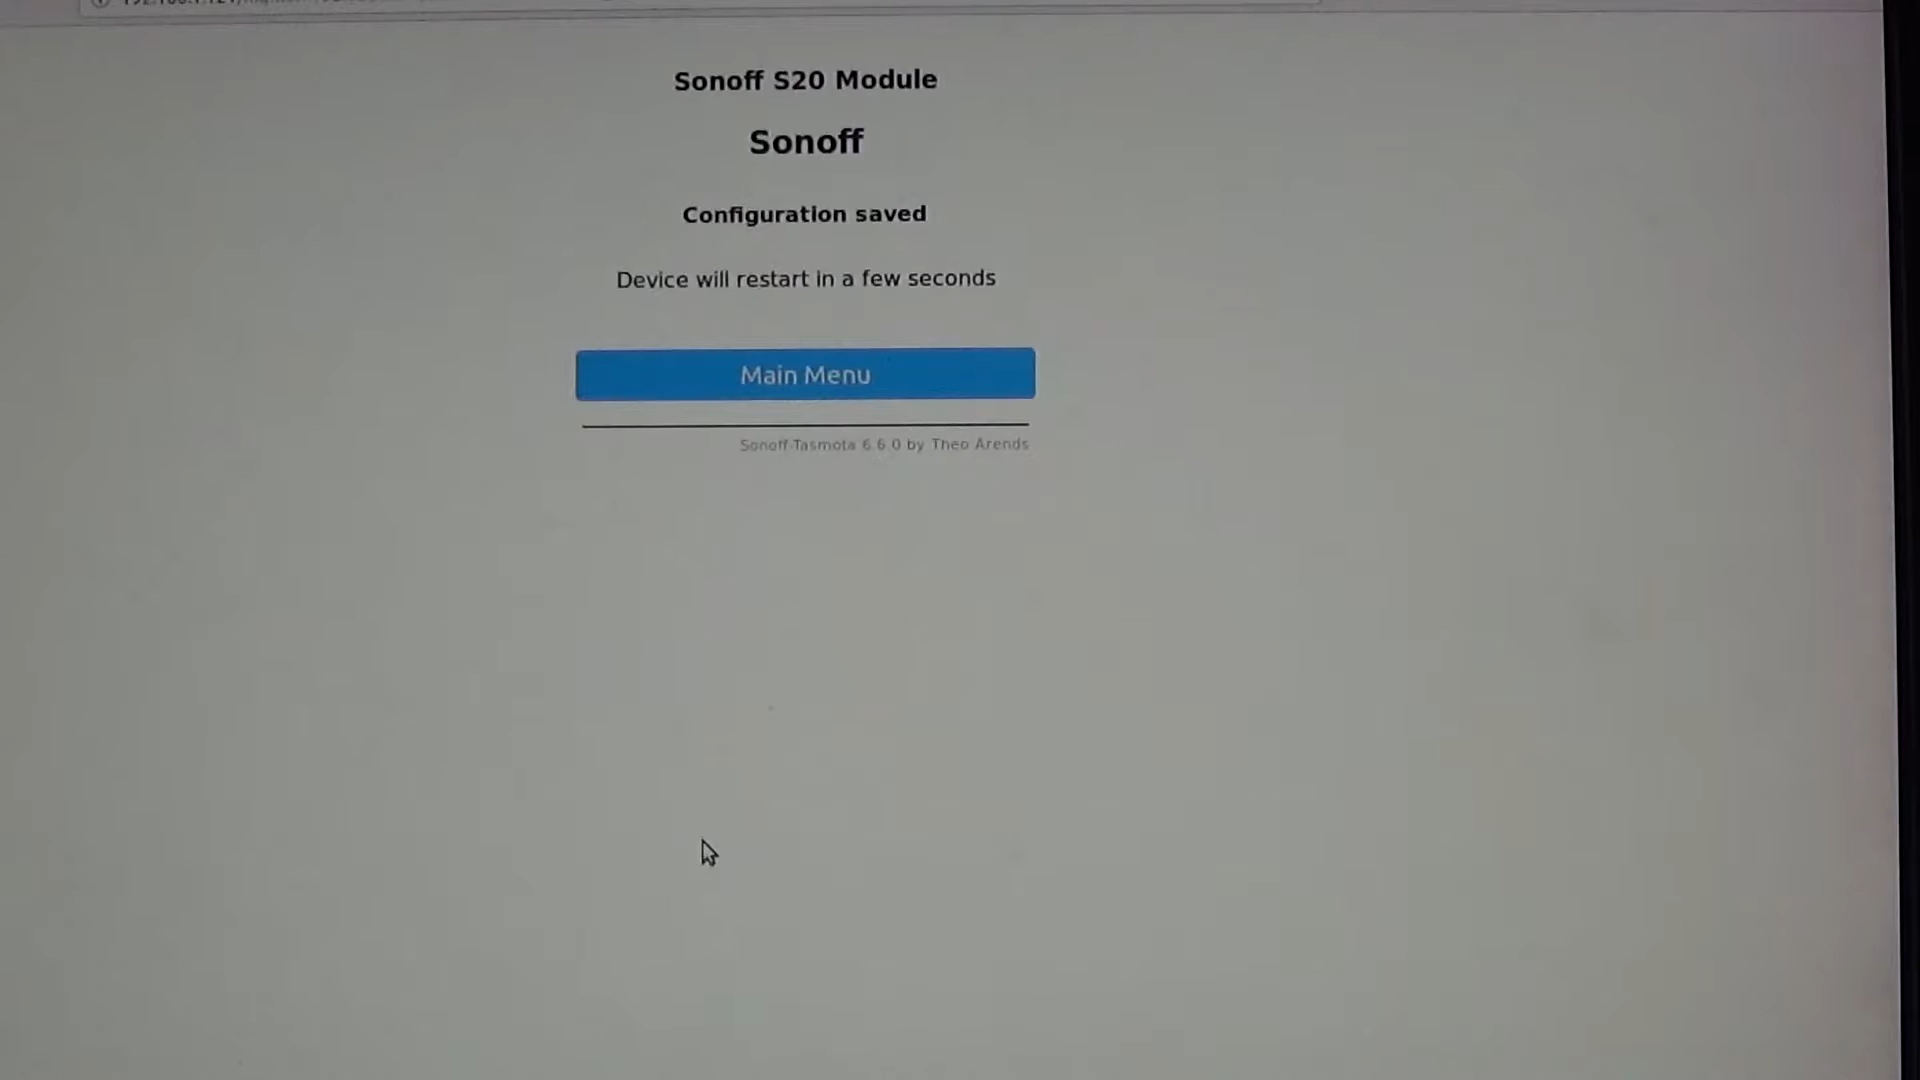 Sonoff S20 Module
Sonoff
Configuration saved
Device will restart in a few seconds
Main Menu
Sonoff-Tasmota 6.6.0 by Theo Arends